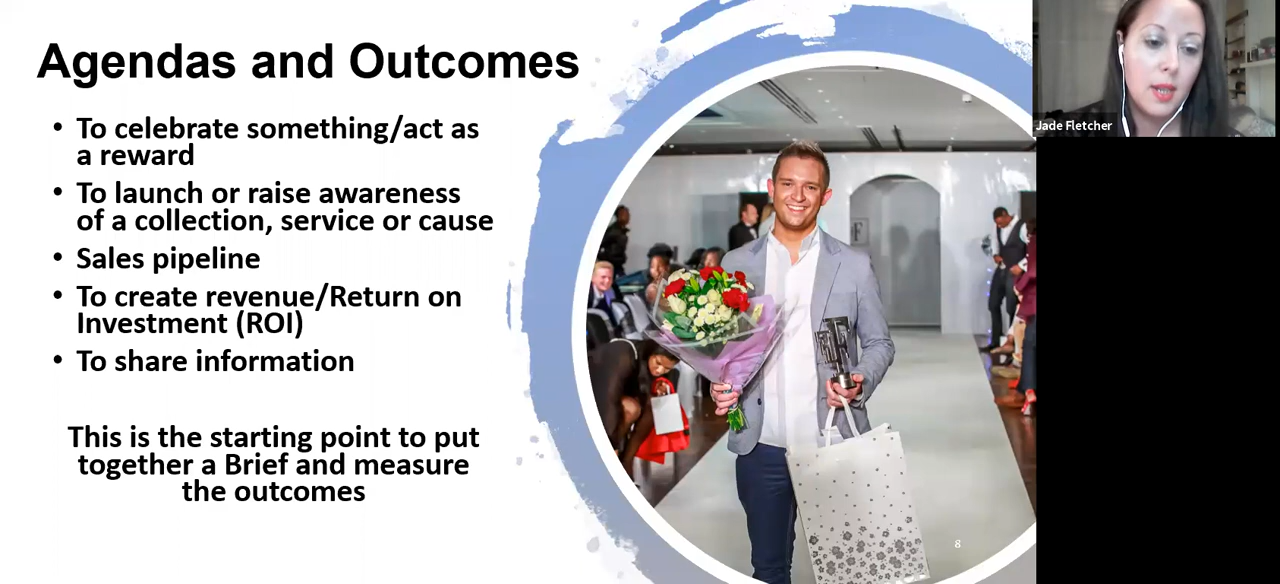 Agendas and Outcomes
• To celebrate something/act as
a reward
• To launch or raise awareness
of a collection, service or cause
• Sales pipeline
• To create revenue/Return on
Investment (ROI)
• To share information
This is the starting point to put
together a Brief and measure
the outcomes
F
8
Jade Fletcher